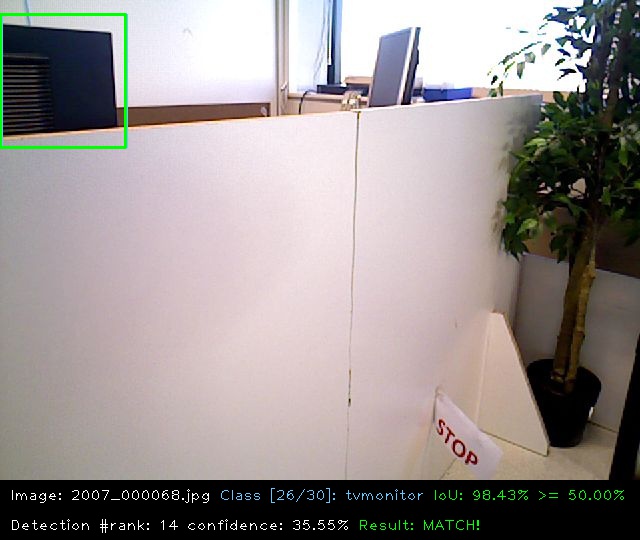 STOP
Image: 2007_000068.jpg Class [26/30]: tvmonitor IoU: 98.43% >= 50.00%
Detection #rank: 14 confidence: 35.55% Result: MATCH!